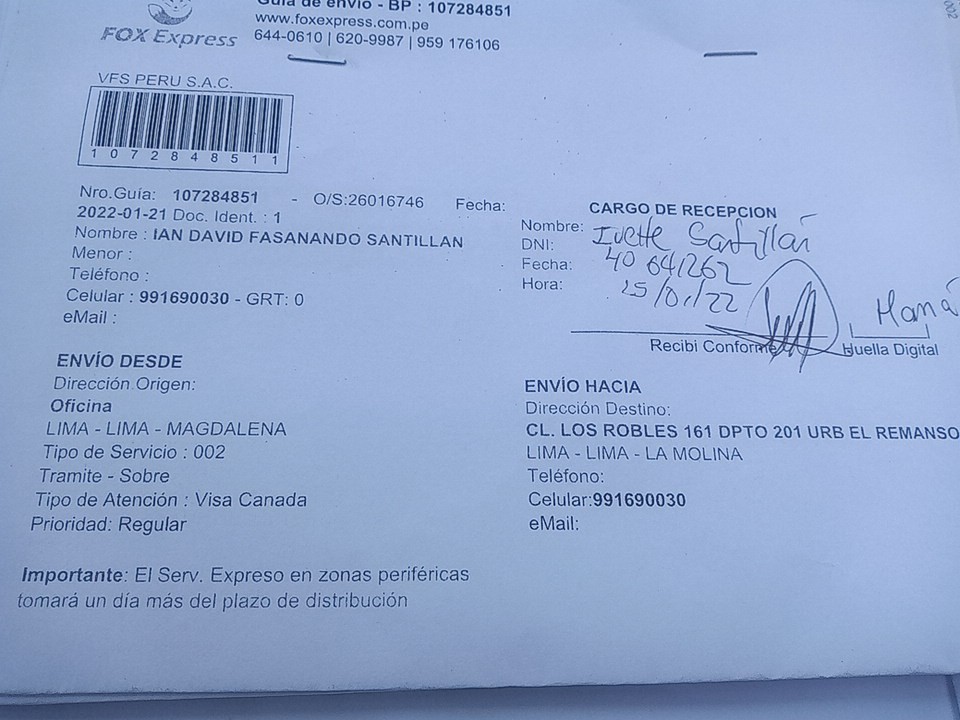 Guía de envío - BP : 107284851
www.foxexpress.com.pe
644-0610 | 620-9987 | 959 176106
FOX Express
VFS PERU S.A.C.
1 0 7 2 8 4 8 5 1 1
Nro.Guía: 107284851 - O/S:26016746 Fecha:
2022-01-21 Doc. Ident. : 1
Nombre : IAN DAVID FASANANDO SANTILLAN
Menor :
Teléfono :
Celular : 991690030 - GRT: 0
eMail :
CARGO DE RECEPCION
Nombre: Ivette Santillán
DNI: 40 641262
Fecha: 25/01/22
Hora:
Mamá
Recibi Conforme
Huella Digital
ENVÍO DESDE
Dirección Origen:
Oficina
LIMA - LIMA - MAGDALENA
Tipo de Servicio : 002
Tramite - Sobre
Tipo de Atención : Visa Canada
Prioridad: Regular
ENVÍO HACIA
Dirección Destino:
CL. LOS ROBLES 161 DPTO 201 URB EL REMANSO
LIMA - LIMA - LA MOLINA
Teléfono:
Celular:991690030
eMail:
Importante: El Serv. Expreso en zonas periféricas
tomará un día más del plazo de distribución
002